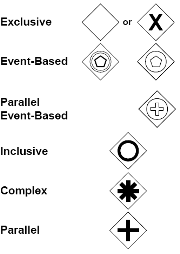 Exclusive or X
Event-Based
Parallel
Event-Based
Inclusive
Complex
Parallel